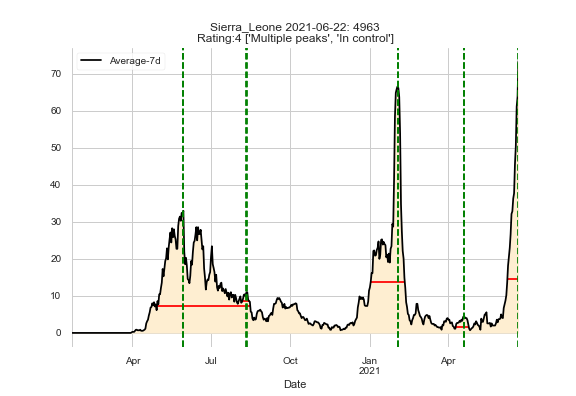 Sierra_Leone 2021-06-22: 4963
Rating:4 ['Multiple peaks', 'In control']
Average-7d
70
60
50
40
30
20
10
0
Apr
Jul
Oct
Jan
2021
Apr
Date